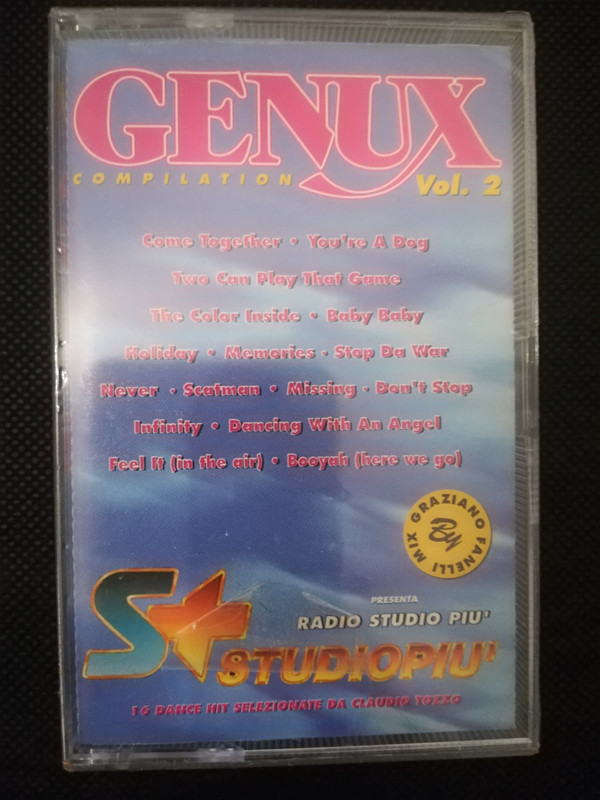 GENUX
COMPILATION Vol. 2
Come Together • You're A Dog
Two Can Play That Game
The Color Inside • Baby Baby
Holiday • Memories • Stop Da War
Never • Scatman • Missing • Don't Stop
Infinity • Dancing With An Angel
Feel It (in the air) • Booyah (here we go)
MIX By GRAZIANO FANELLI
PRESENTA
RADIO STUDIO PIU'
S+ STUDIOPIU'
16 DANCE HIT SELEZIONATE DA CLAUDIO TOZZO